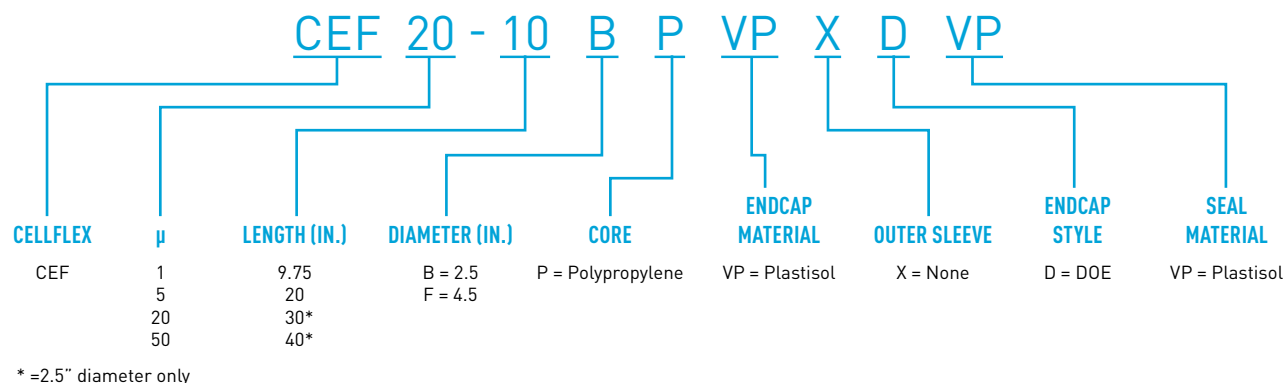 CEF 20 - 10 B P VP X D VP
CELLFLEX
CEF
µ
1
5
20
50
LENGTH (IN.)
9.75
20
30*
40*
DIAMETER (IN.)
B = 2.5
F = 4.5
CORE
P = Polypropylene
ENDCAP
MATERIAL
VP = Plastisol
OUTER SLEEVE
X = None
ENDCAP
STYLE
D = DOE
SEAL
MATERIAL
VP = Plastisol
* =2.5” diameter only